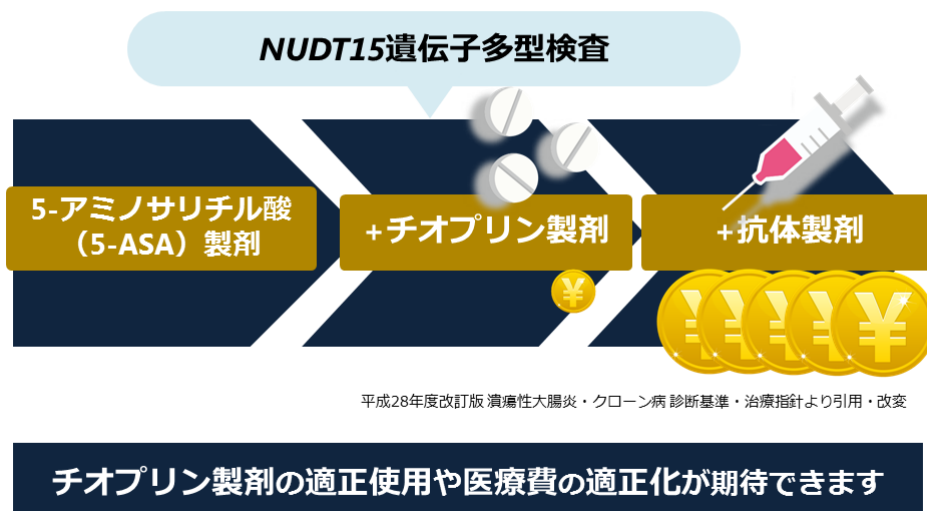 NUDT15遺伝子多型検査
5-アミノサリチル酸
（5-ASA）製剤
+チオプリン製剤
+抗体製剤
¥
¥ ¥ ¥ ¥ ¥
平成28年度改訂版 潰瘍性大腸炎・クローン病 診断基準・治療指針より引用・改変
チオプリン製剤の適正使用や医療費の適正化が期待できます